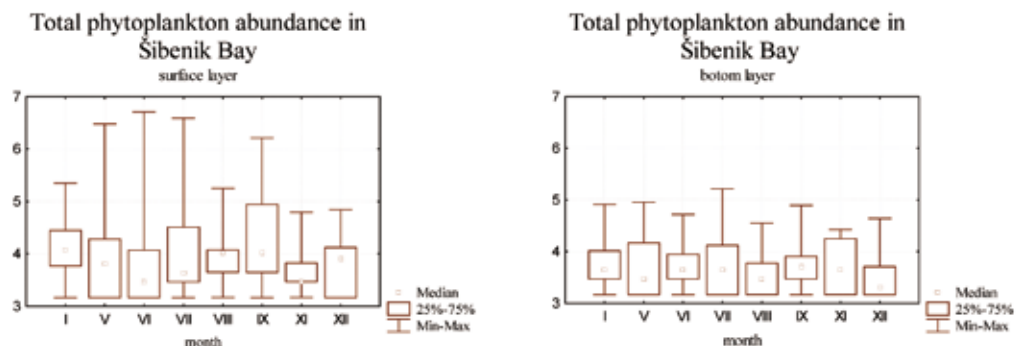 Total phytoplankton abundance in
Šibenik Bay
surface layer
7
6
5
4
3
I V VI VII VIII IX XI XII
month
Median
25%-75%
Min-Max
Total phytoplankton abundance in
Šibenik Bay
botom layer
7
6
5
4
3
I V VI VII VIII IX XI XII
month
Median
25%-75%
Min-Max